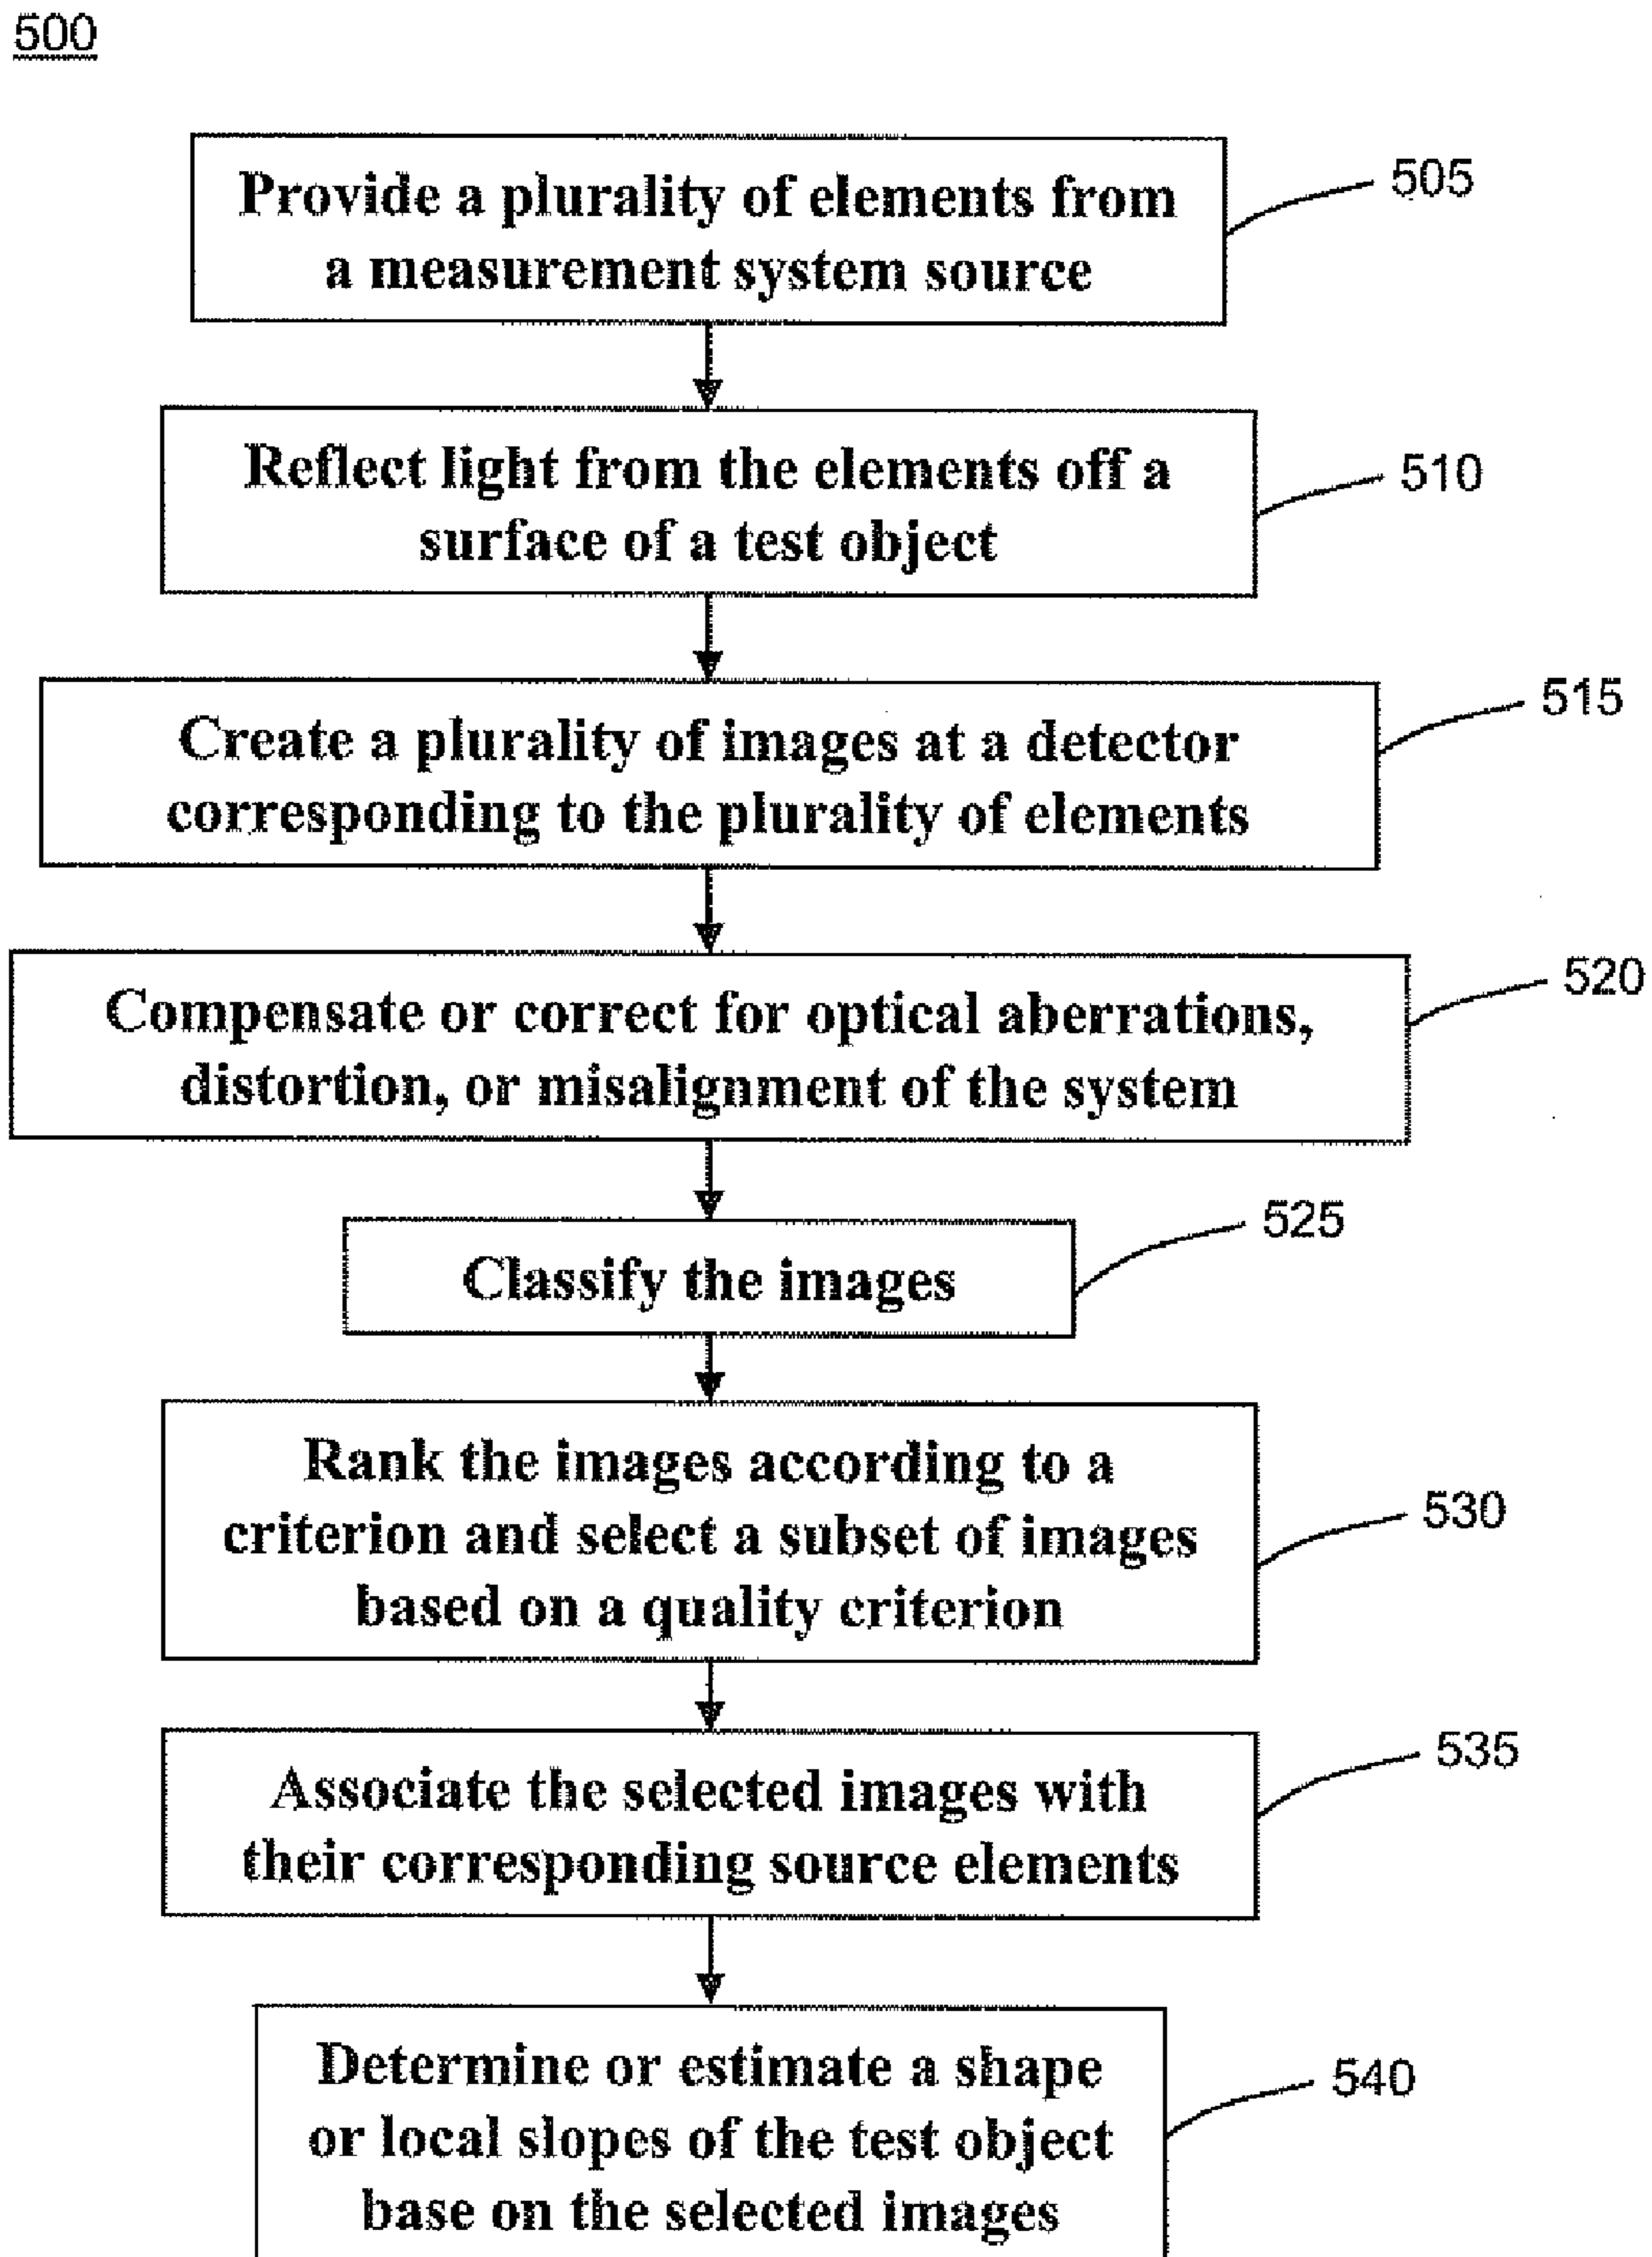 500
Provide a plurality of elements from
a measurement system source
505
Reflect light from the elements off a
surface of a test object
510
Create a plurality of images at a detector
corresponding to the plurality of elements
515
Compensate or correct for optical aberrations,
distortion, or misalignment of the system
520
Classify the images
525
Rank the images according to a
criterion and select a subset of images
based on a quality criterion
530
Associate the selected images with
their corresponding source elements
535
Determine or estimate a shape
or local slopes of the test object
base on the selected images
540